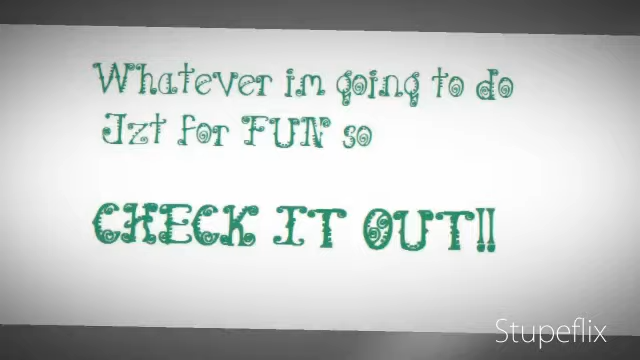 Whatever im going to do
Jzt for FUN so
CHECK IT OUT!!
Stupeflix